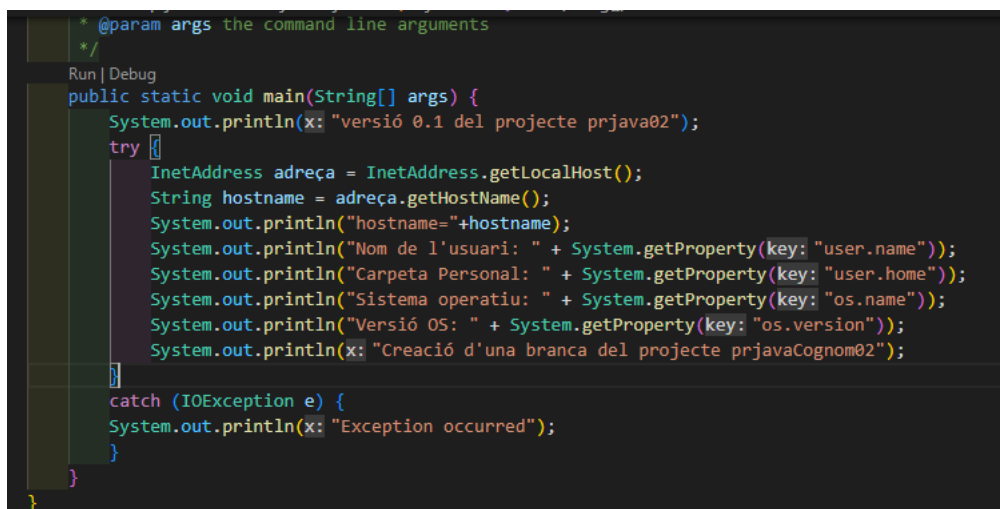 * @param args the command line arguments
*/
Run | Debug
public static void main(String[] args) {
System.out.println(x: "versió 0.1 del projecte prjava02");
try {
InetAddress adreça = InetAddress.getLocalHost();
String hostname = adreça.getHostName();
System.out.println("hostname="+hostname);
System.out.println("Nom de l'usuari: " + System.getProperty(key: "user.name"));
System.out.println("Carpeta Personal: " + System.getProperty(key: "user.home"));
System.out.println("Sistema operatiu: " + System.getProperty(key: "os.name"));
System.out.println("Versió OS: " + System.getProperty(key: "os.version"));
System.out.println(x: "Creació d'una branca del projecte prjavaCognom02");
}
catch (IOException e) {
System.out.println(x: "Exception occurred");
}
}
}